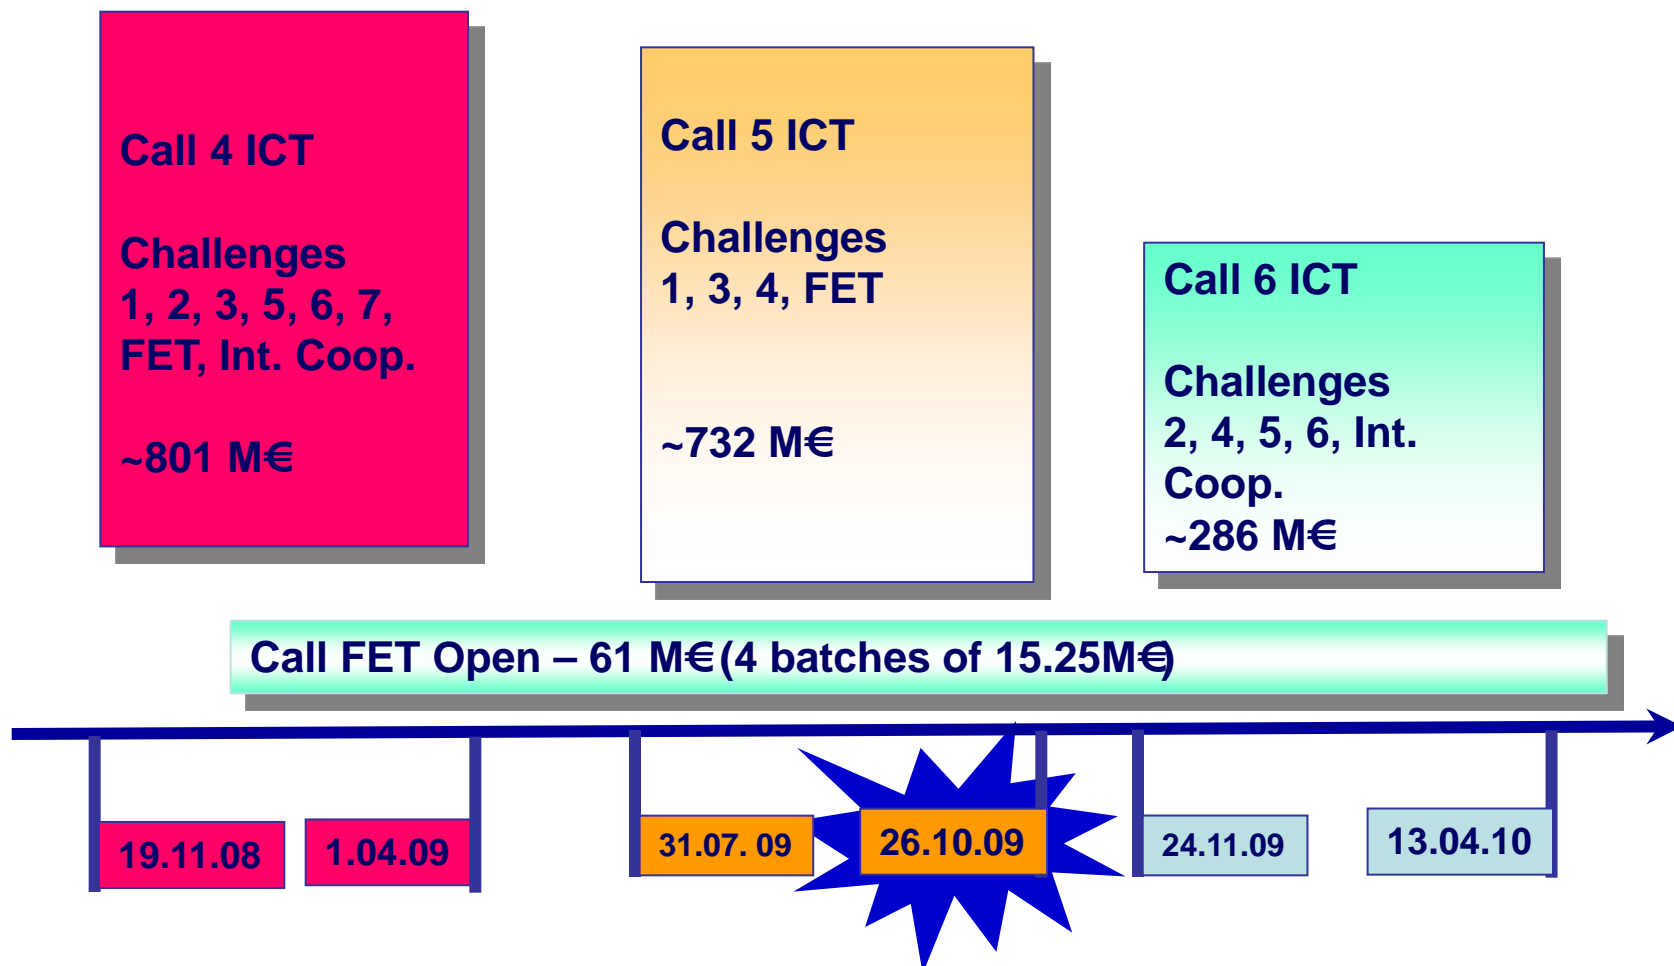 Call 4 ICT
Challenges
1, 2, 3, 5, 6, 7,
FET, Int. Coop.
~801 M€
Call 5 ICT
Challenges
1, 3, 4, FET
~732 M€
Call 6 ICT
Challenges
2, 4, 5, 6, Int.
Coop.
~286 M€
Call FET Open – 61 M€(4 batches of 15.25M€)
19.11.08
1.04.09
31.07. 09
26.10.09
24.11.09
13.04.10